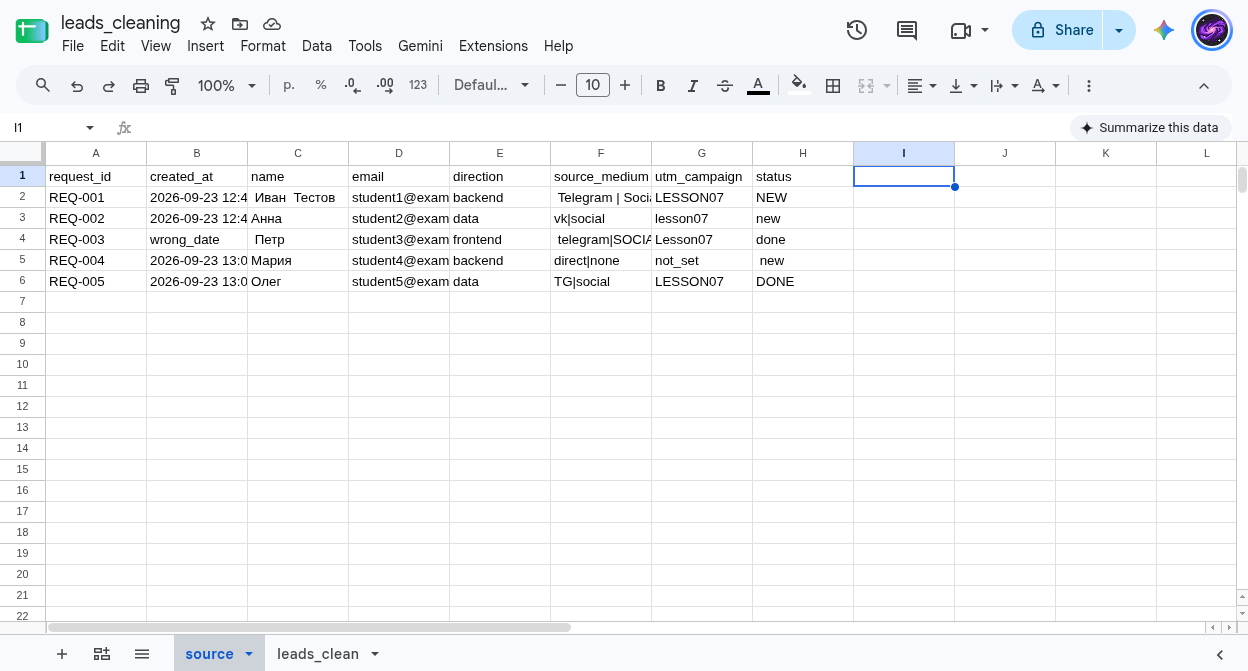 leads_cleaning
File Edit View Insert Format Data Tools Gemini Extensions Help
Share
100% р. % .0 .00 123 Defaul... 10 B I A A
I1 fx Summarize this data
A B C D E F G H I J K L
1 request_id created_at name email direction source_medium utm_campaign status
2 REQ-001 2026-09-23 12:4 Иван  Тестов student1@exam backend Telegram | Socia LESSON07 NEW
3 REQ-002 2026-09-23 12:4 Анна student2@exam data vk|social lesson07 new
4 REQ-003 wrong_date Петр student3@exam frontend telegram|SOCIA Lesson07 done
5 REQ-004 2026-09-23 13:0 Мария student4@exam backend direct|none not_set new
6 REQ-005 2026-09-23 13:0 Олег student5@exam data TG|social LESSON07 DONE
7
8
9
10
11
12
13
14
15
16
17
18
19
20
21
22
source leads_clean